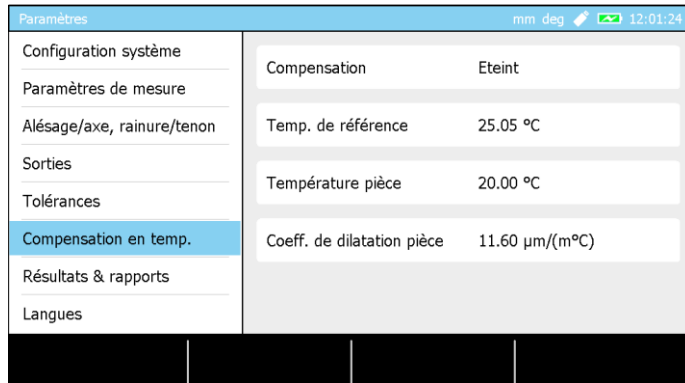 Paramètres mm deg 12:01:24
Configuration système
Paramètres de mesure
Alésage/axe, rainure/tenon
Sorties
Tolérances
Compensation en temp.
Résultats & rapports
Langues
Compensation Eteint
Temp. de référence 25.05 °C
Température pièce 20.00 °C
Coeff. de dilatation pièce 11.60 µm/(m°C)